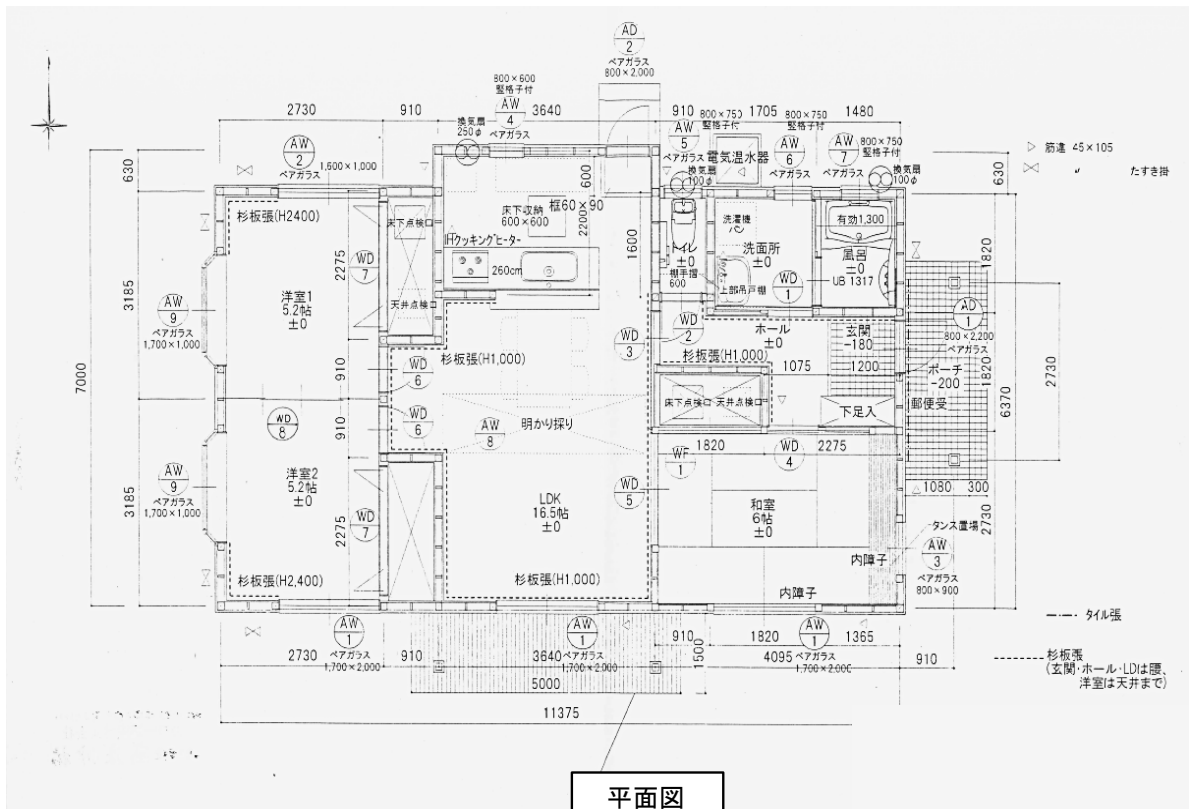 AD
2
ペアガラス
800×2,000
800×600
竪格子付
AW
4
ペアガラス
換気扇
250φ
2730
910
3640
910
1705
1480
800×750
竪格子付
800×750
竪格子付
800×750
竪格子付
AW
2
ペアガラス
1,600×1,000
AW
5
ペアガラス
電気温水器
AW
6
ペアガラス
AW
7
換気扇
100φ
換気扇
100φ
▷ 筋違 45×105
〃 たすき掛
630
630
600
杉板張(H2400)
床下点検口
床下収納
600×600
框60×90
2200
1600
IHクッキングヒーター
260cm
トイレ
±0
棚手摺
600
洗濯機
パン
洗面所
±0
上部吊戸棚
WD
1
有効1,300
風呂
±0
UB 1317
1820
2275
WD
7
3185
洋室1
5.2帖
±0
天井点検口
AW
9
ペアガラス
1,700×1,000
7000
910
910
WD
6
WD
6
杉板張(H1,000)
WD
3
WD
2
ホール
±0
杉板張(H1,000)
玄関
-180
1075
1200
AD
1
800×2,200
ペアガラス
ポーチ
-200
郵便受
1820
2730
6370
床下点検口
天井点検口
下足入
WD
8
AW
8
明かり採り
1820
2275
WF
1
WD
4
AW
9
ペアガラス
1,700×1,000
3185
洋室2
5.2帖
±0
WD
7
2275
LDK
16.5帖
±0
WD
5
和室
6帖
±0
1080
300
2730
タンス置場
内障子
内障子
AW
3
ペアガラス
800×900
杉板張(H2,400)
杉板張(H1,000)
タイル張
AW
1
ペアガラス
1,700×2,000
AW
1
ペアガラス
1,700×2,000
AW
1
ペアガラス
1,700×2,000
2730
910
3640
910
1820
1365
4095
910
1500
5000
11375
杉板張
(玄関・ホール・LDは腰、
洋室は天井まで)
平面図